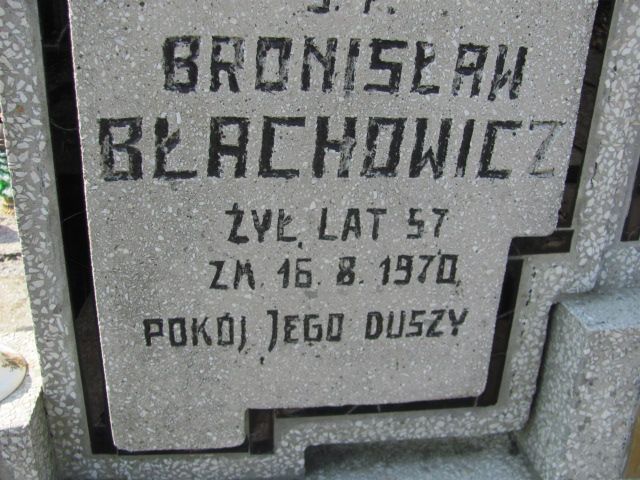 Ś. P.
BRONISŁAW
BŁACHOWICZ
ŻYŁ, LAT 57
ZM. 16. 8. 1970,
POKÓJ JEGO DUSZY